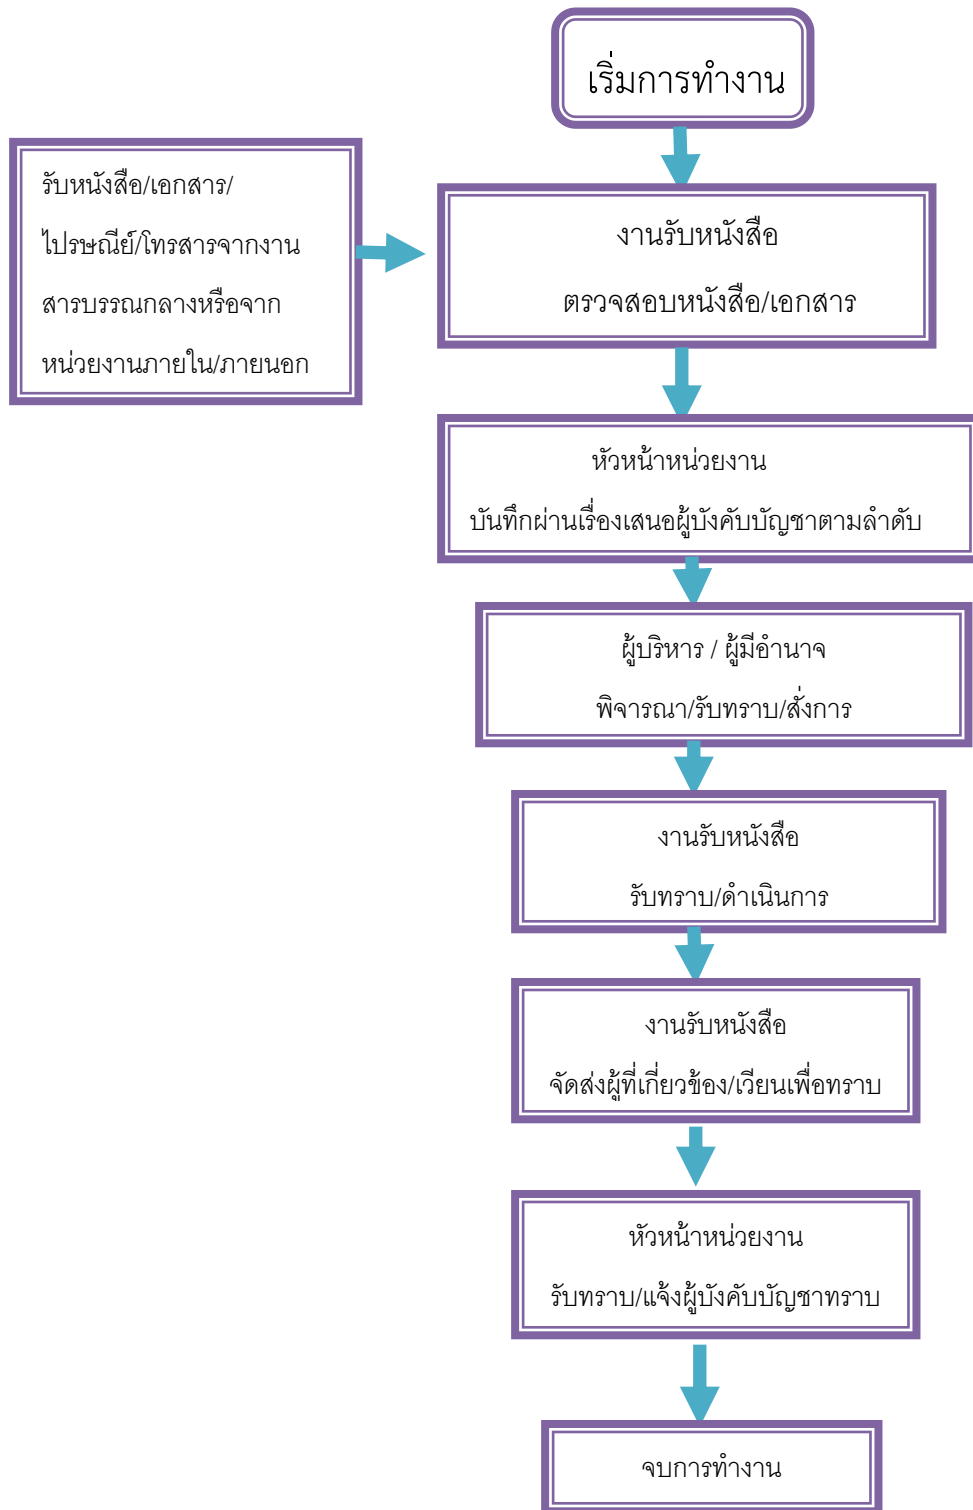 เริ่มการทำงาน
รับหนังสือ/เอกสาร/
ไปรษณีย์/โทรสารจากงาน
สารบรรณกลางหรือจาก
หน่วยงานภายใน/ภายนอก
งานรับหนังสือ
ตรวจสอบหนังสือ/เอกสาร
หัวหน้าหน่วยงาน
บันทึกผ่านเรื่องเสนอผู้บังคับบัญชาตามลำดับ
ผู้บริหาร / ผู้มีอำนาจ
พิจารณา/รับทราบ/สั่งการ
งานรับหนังสือ
รับทราบ/ดำเนินการ
งานรับหนังสือ
จัดส่งผู้ที่เกี่ยวข้อง/เวียนเพื่อทราบ
หัวหน้าหน่วยงาน
รับทราบ/แจ้งผู้บังคับบัญชาทราบ
จบการทำงาน